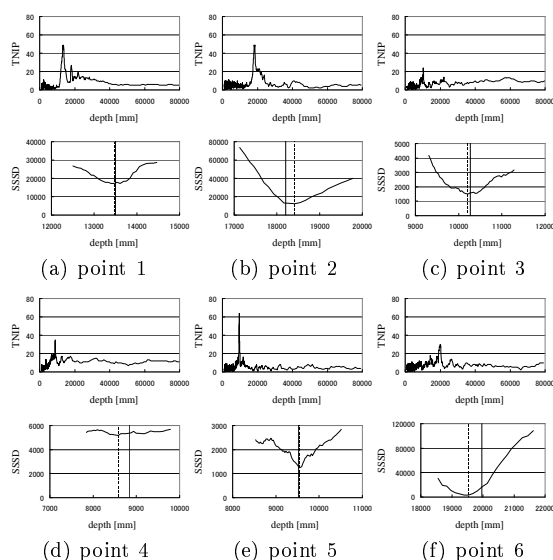 80 80 80
60 60 60
TNIP 40 TNIP 40 TNIP 40
20 20 20
0 0 0
0 20000 40000 60000 80000 0 20000 40000 60000 80000 0 20000 40000 60000 80000
depth [mm] depth [mm] depth [mm]
40000 80000 5000
30000 60000 4000
SSSD 20000 SSSD 40000 SSSD 3000
10000 20000 2000
0 0 1000
0
12000 13000 14000 15000 17000 18000 19000 20000 9000 10000 11000 12000
depth [mm] depth [mm] depth [mm]
(a) point 1 (b) point 2 (c) point 3
80 80 80
60 60 60
TNIP 40 TNIP 40 TNIP 40
20 20 20
0 0 0
0 20000 40000 60000 80000 0 20000 40000 60000 80000 0 20000 40000 60000 80000
depth [mm] depth [mm] depth [mm]
6000 3000 120000
SSSD 4000 SSSD 2000 SSSD 80000
2000 1000 40000
0 0 0
7000 8000 9000 10000 8000 9000 10000 11000 18000 19000 20000 21000 22000
depth [mm] depth [mm] depth [mm]
(d) point 4 (e) point 5 (f) point 6